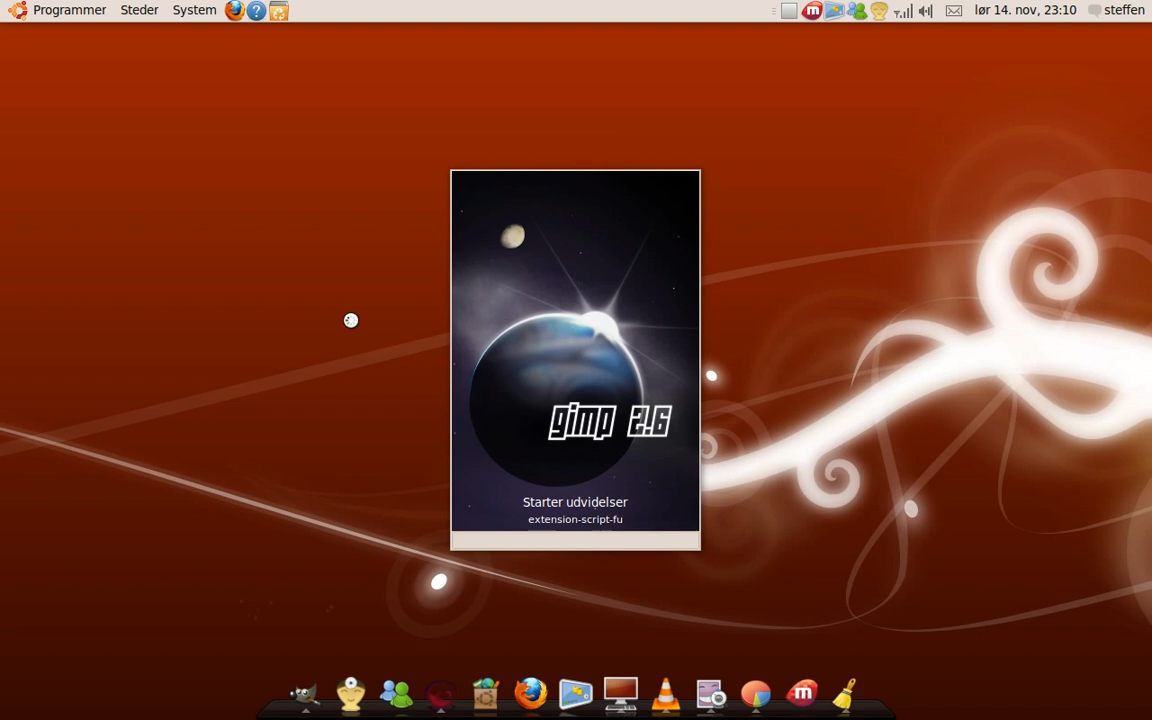 Programmer Steder System
lør 14. nov, 23:10 steffen
gimp 2.6
Starter udvidelser
extension-script-fu